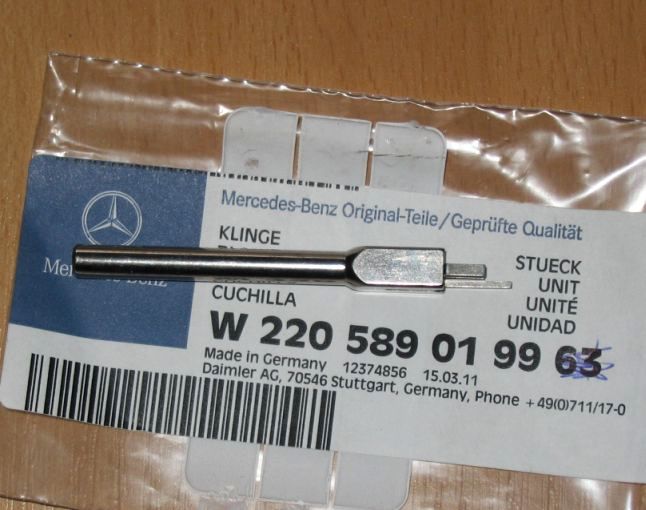 Mercedes-Benz Original-Teile/Geprüfte Qualität
KLINGE
CUCHILLA
STUECK
UNIT
UNITÉ
UNIDAD
W 220 589 01 99 63
Made in Germany 12374856 15.03.11
Daimler AG, 70546 Stuttgart, Germany, Phone +49(0)711/17-0